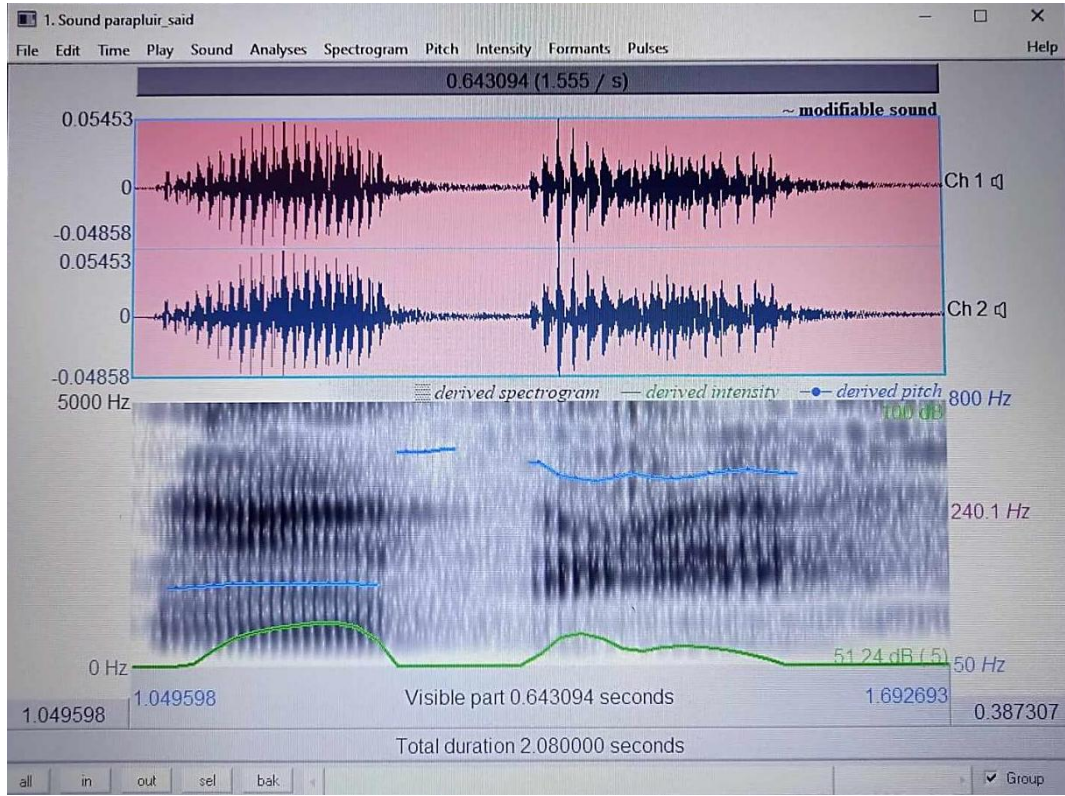 1. Sound parapluir_said
File Edit Time Play Sound Analyses Spectrogram Pitch Intensity Formants Pulses Help
0.643094 (1.555 / s)
~ modifiable sound
0.05453
0
Ch 1
-0.04858
0.05453
0
Ch 2
-0.04858
derived spectrogram — derived intensity derived pitch
5000 Hz 800 Hz
100 dB
240.1 Hz
51.24 dB (.5)
0 Hz 50 Hz
1.049598 Visible part 0.643094 seconds 1.692693
1.049598 0.387307
Total duration 2.080000 seconds
all in out sel bak Group